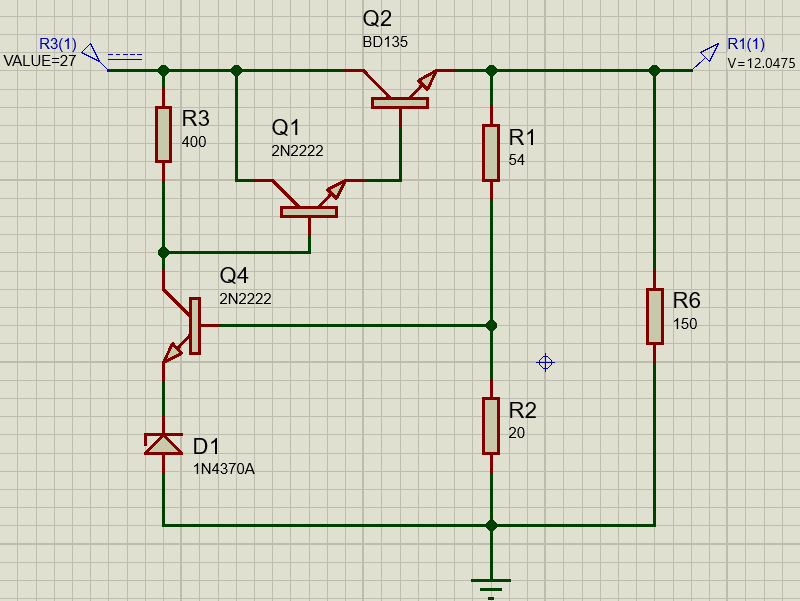 Q2
BD135
R3(1)
VALUE=27
R1(1)
V=12.0475
R3
400
Q1
2N2222
R1
54
Q4
2N2222
R6
150
R2
20
D1
1N4370A